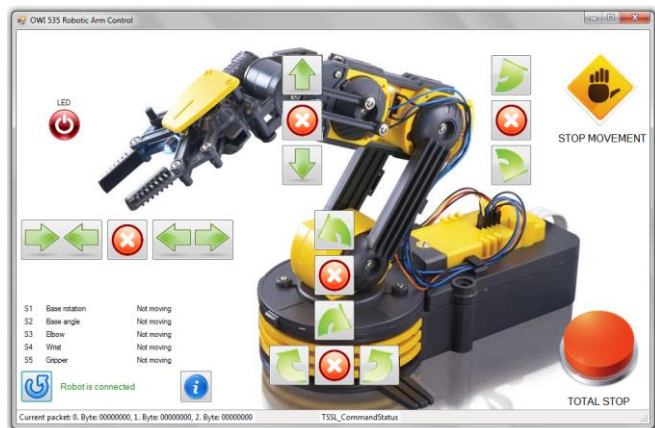 OWI 535 Robotic Arm Control
LED
STOP MOVEMENT
S1 Base rotation Not moving
S2 Base angle Not moving
S3 Elbow Not moving
S4 Wrist Not moving
S5 Gripper Not moving
Robot is connected
TOTAL STOP
Current packet: 0. Byte: 00000000, 1. Byte: 00000000, 2. Byte: 00000000 TSSL_CommandStatus